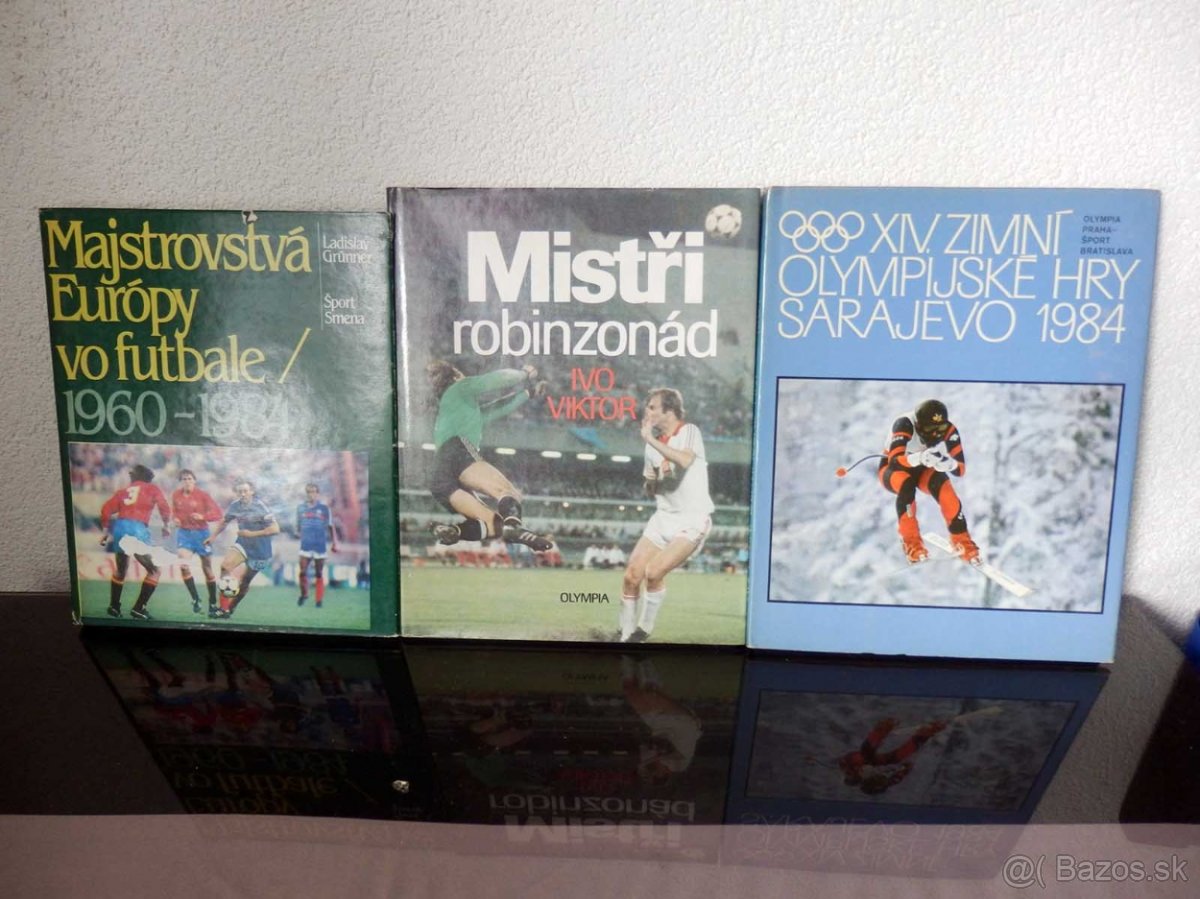 Majstrovstvá
Európy
vo futbale /
1960-1984
Ladislav
Grünner
Šport
Smena
Mistři
robinzonád
IVO
VIKTOR
OLYMPIA
XIV. ZIMNÍ
OLYMPIJSKÉ HRY
SARAJEVO 1984
OLYMPIA
PRAHA-
ŠPORT
BRATISLAVA
3
@( Bazos.sk